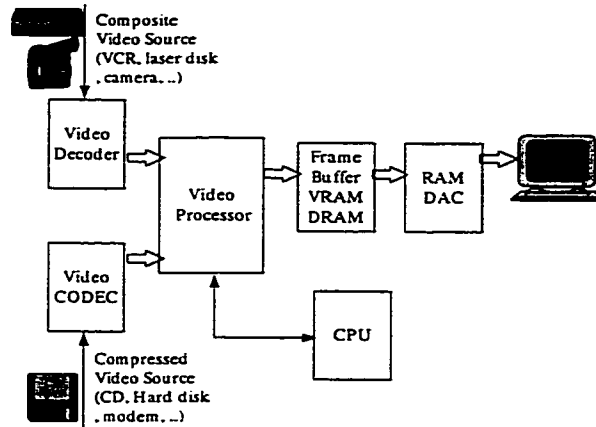 Composite
Video Source
(VCR, laser disk
, camera, ..)
Video
Decoder
Video
Processor
Frame
Buffer
VRAM
DRAM
RAM
DAC
Video
CODEC
CPU
Compressed
Video Source
(CD, Hard disk
, modem, ..)